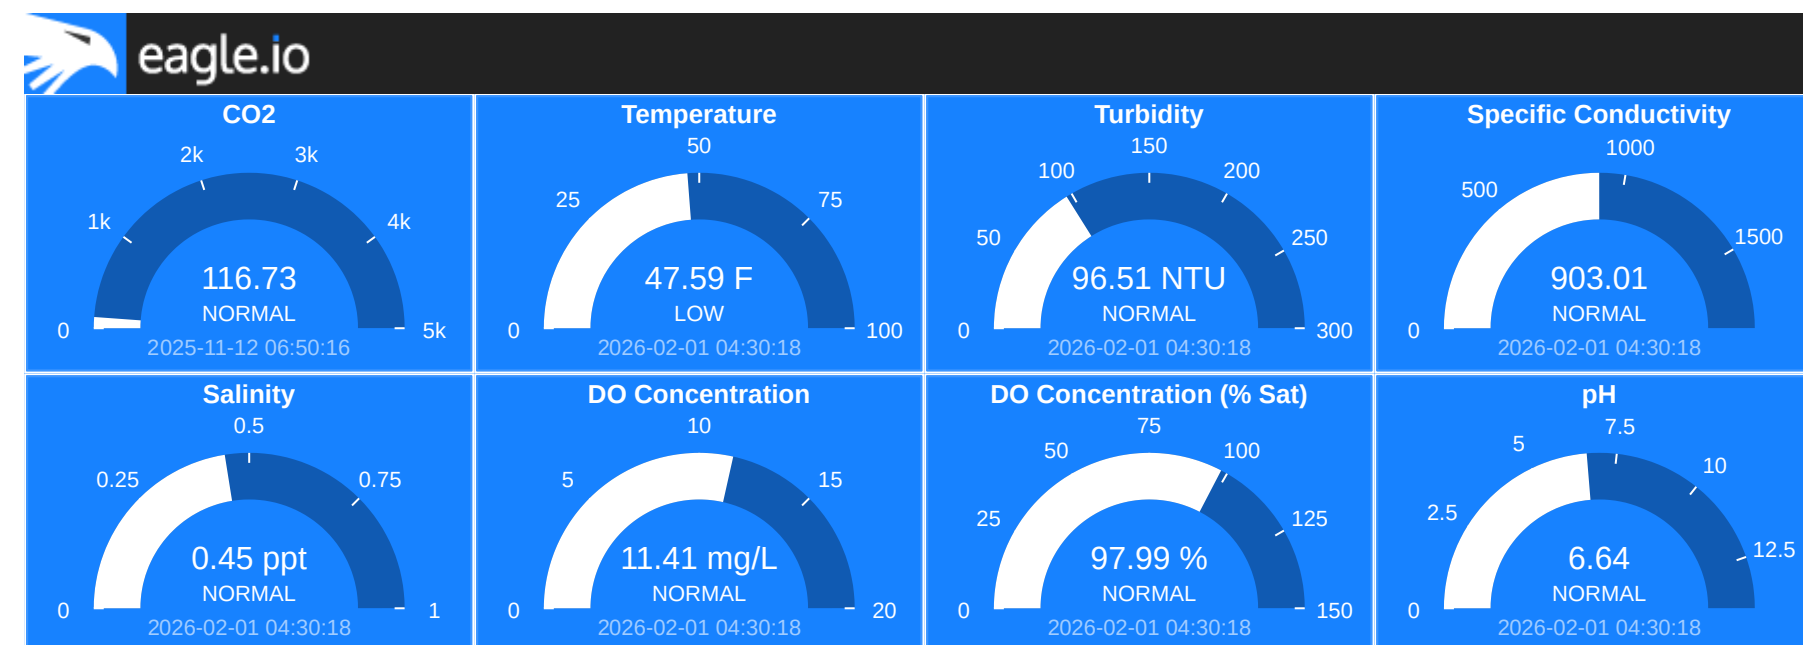 eagle.io
CO2
2k 3k
1k 4k
116.73
NORMAL
0 5k
2025-11-12 06:50:16
Temperature
50
25 75
47.59 F
LOW
0 100
2026-02-01 04:30:18
Turbidity
150
100 200
50 250
96.51 NTU
NORMAL
0 300
2026-02-01 04:30:18
Specific Conductivity
1000
500
1500
903.01
NORMAL
0
2026-02-01 04:30:18
Salinity
0.5
0.25 0.75
0.45 ppt
NORMAL
0 1
2026-02-01 04:30:18
DO Concentration
10
5 15
11.41 mg/L
NORMAL
0 20
2026-02-01 04:30:18
DO Concentration (% Sat)
75
50 100
25 125
97.99 %
NORMAL
0 150
2026-02-01 04:30:18
pH
7.5
5 10
2.5 12.5
6.64
NORMAL
0
2026-02-01 04:30:18